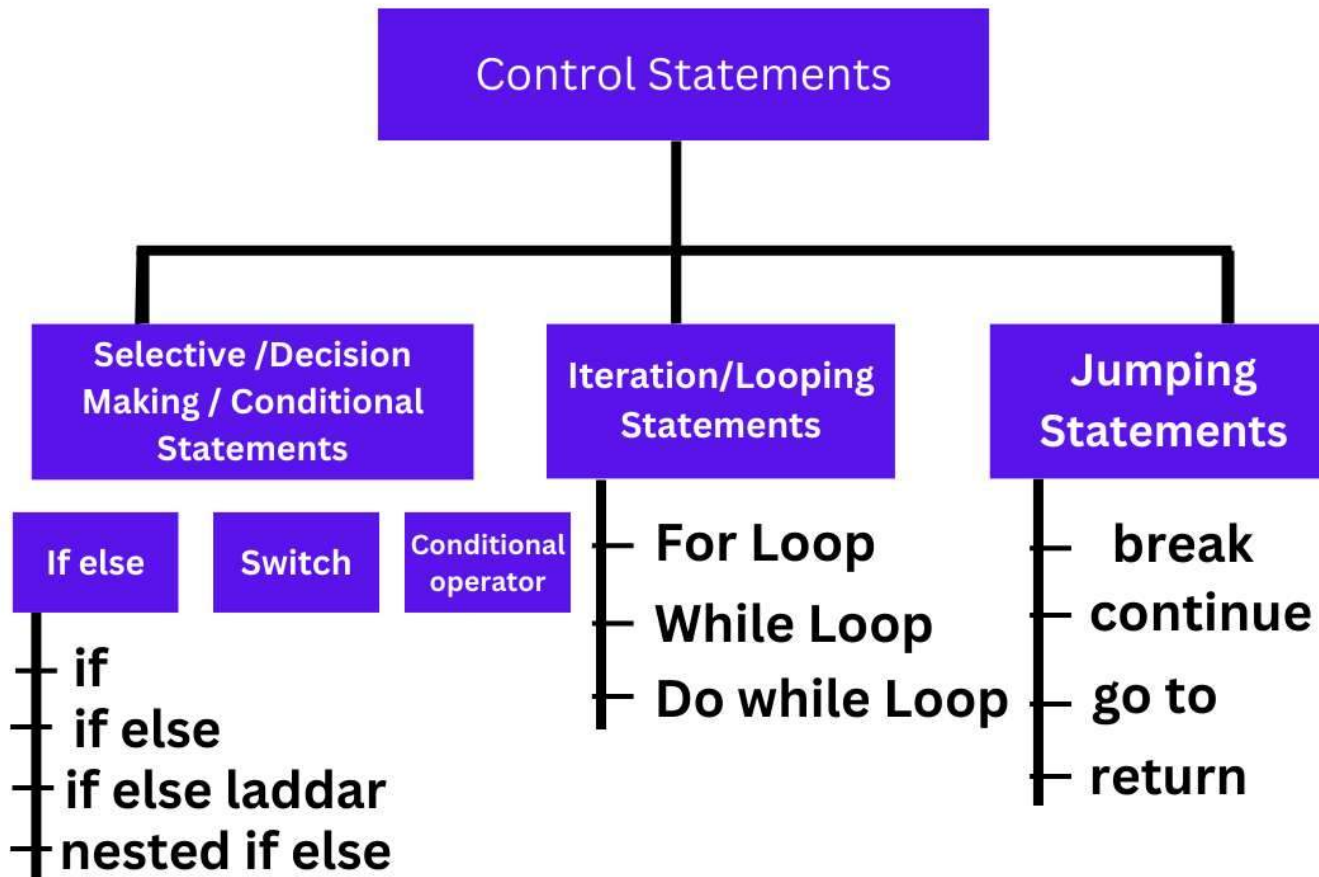 Control Statements
Selective /Decision
Making / Conditional
Statements
If else
Switch
Conditional
operator
if
if else
if else laddar
nested if else
Iteration/Looping
Statements
For Loop
While Loop
Do while Loop
Jumping
Statements
break
continue
go to
return